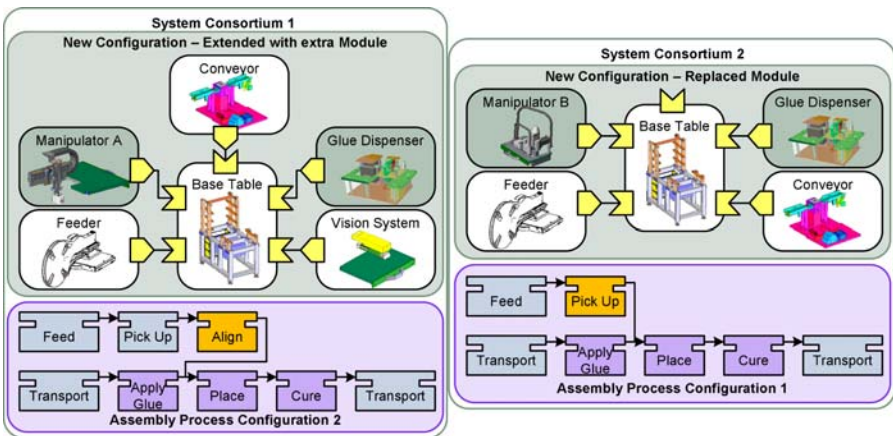 System Consortium 1
New Configuration – Extended with extra Module
Conveyor
Manipulator A
Glue Dispenser
Base Table
Feeder
Vision System
Feed
Pick Up
Align
Transport
Apply
Glue
Place
Cure
Transport
Assembly Process Configuration 2
System Consortium 2
New Configuration – Replaced Module
Manipulator B
Base Table
Glue Dispenser
Feeder
Conveyor
Feed
Pick Up
Transport
Apply
Glue
Place
Cure
Transport
Assembly Process Configuration 1